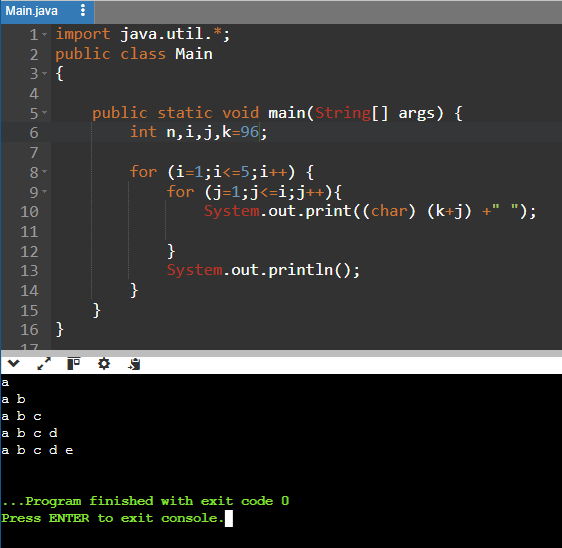 Main.java
1 import java.util.*;
2 public class Main
3 {
4
5 public static void main(String[] args) {
6 int n,i,j,k=96;
7
8 for (i=1;i<=5;i++) {
9 for (j=1;j<=i;j++){
10 System.out.print((char) (k+j) +" ");
11
12 }
13 System.out.println();
14 }
15 }
16 }
17
a
a b
a b c
a b c d
a b c d e
...Program finished with exit code 0
Press ENTER to exit console.